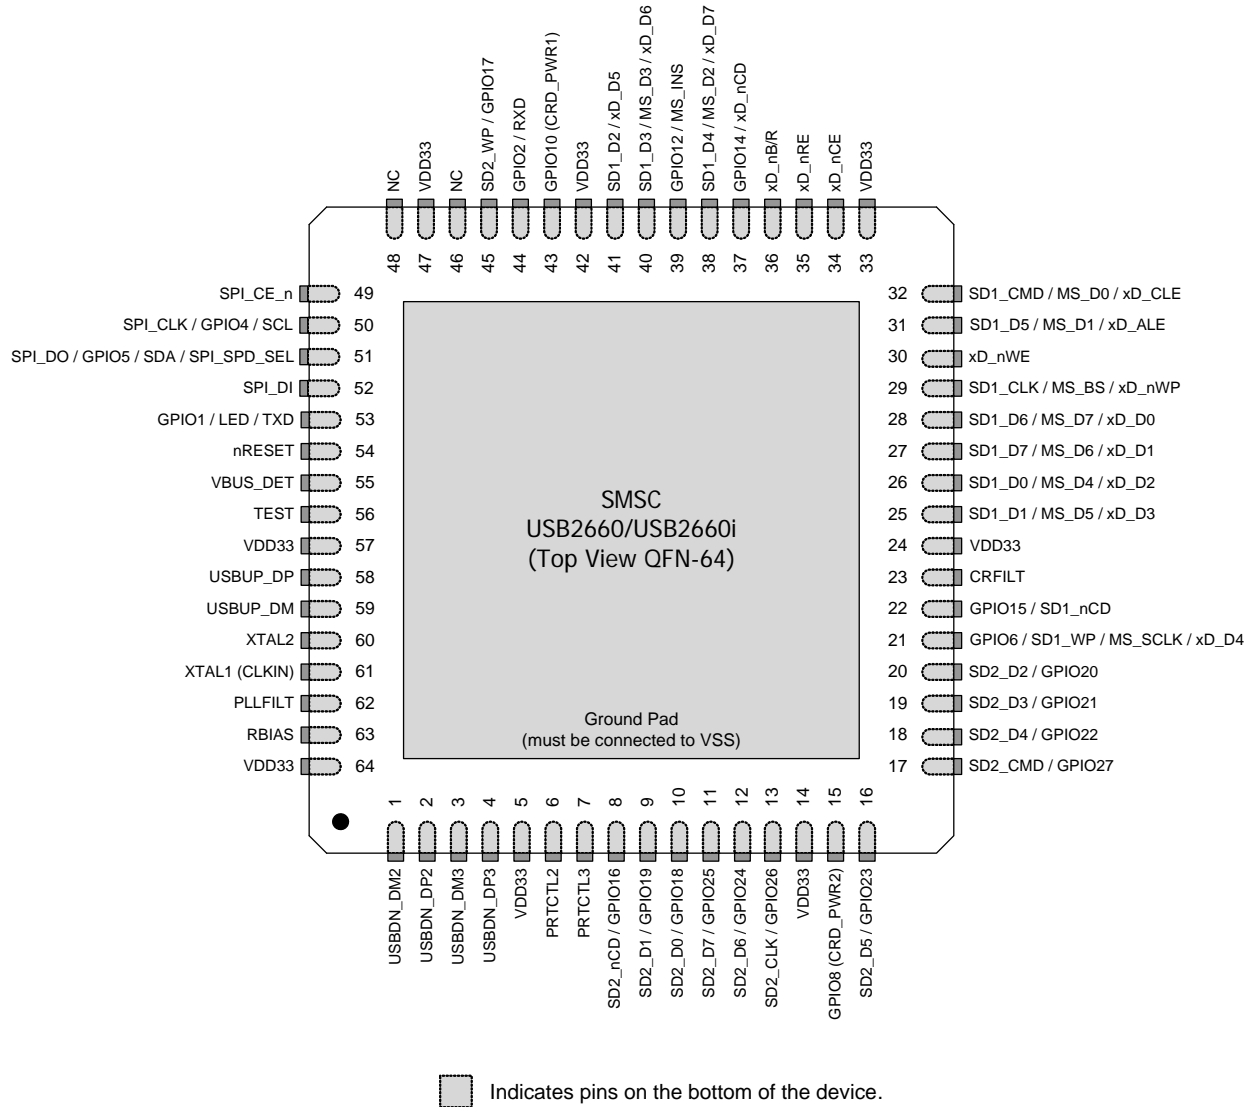 NC
VDD33
NC
SD2_WP / GPIO17
GPIO2 / RXD
GPIO10 (CRD_PWR1)
VDD33
SD1_D2 / xD_D5
SD1_D3 / MS_D3 / xD_D6
GPIO12 / MS_INS
SD1_D4 / MS_D2 / xD_D7
GPIO14 / xD_nCD
xD_nB/R
xD_nRE
xD_nCE
VDD33
48
47
46
45
44
43
42
41
40
39
38
37
36
35
34
33
SPI_CE_n 49
SPI_CLK / GPIO4 / SCL 50
SPI_DO / GPIO5 / SDA / SPI_SPD_SEL 51
SPI_DI 52
GPIO1 / LED / TXD 53
nRESET 54
VBUS_DET 55
TEST 56
VDD33 57
USBUP_DP 58
USBUP_DM 59
XTAL2 60
XTAL1 (CLKIN) 61
PLLFILT 62
RBIAS 63
VDD33 64
SMSC
USB2660/USB2660i
(Top View QFN-64)
Ground Pad
(must be connected to VSS)
32 SD1_CMD / MS_D0 / xD_CLE
31 SD1_D5 / MS_D1 / xD_ALE
30 xD_nWE
29 SD1_CLK / MS_BS / xD_nWP
28 SD1_D6 / MS_D7 / xD_D0
27 SD1_D7 / MS_D6 / xD_D1
26 SD1_D0 / MS_D4 / xD_D2
25 SD1_D1 / MS_D5 / xD_D3
24 VDD33
23 CRFILT
22 GPIO15 / SD1_nCD
21 GPIO6 / SD1_WP / MS_SCLK / xD_D4
20 SD2_D2 / GPIO20
19 SD2_D3 / GPIO21
18 SD2_D4 / GPIO22
17 SD2_CMD / GPIO27
1
2
3
4
5
6
7
8
9
10
11
12
13
14
15
16
USBDN_DM2
USBDN_DP2
USBDN_DM3
USBDN_DP3
VDD33
PRTCTL2
PRTCTL3
SD2_nCD / GPIO16
SD2_D1 / GPIO19
SD2_D0 / GPIO18
SD2_D7 / GPIO25
SD2_D6 / GPIO24
SD2_CLK / GPIO26
VDD33
GPIO8 (CRD_PWR2)
SD2_D5 / GPIO23
Indicates pins on the bottom of the device.